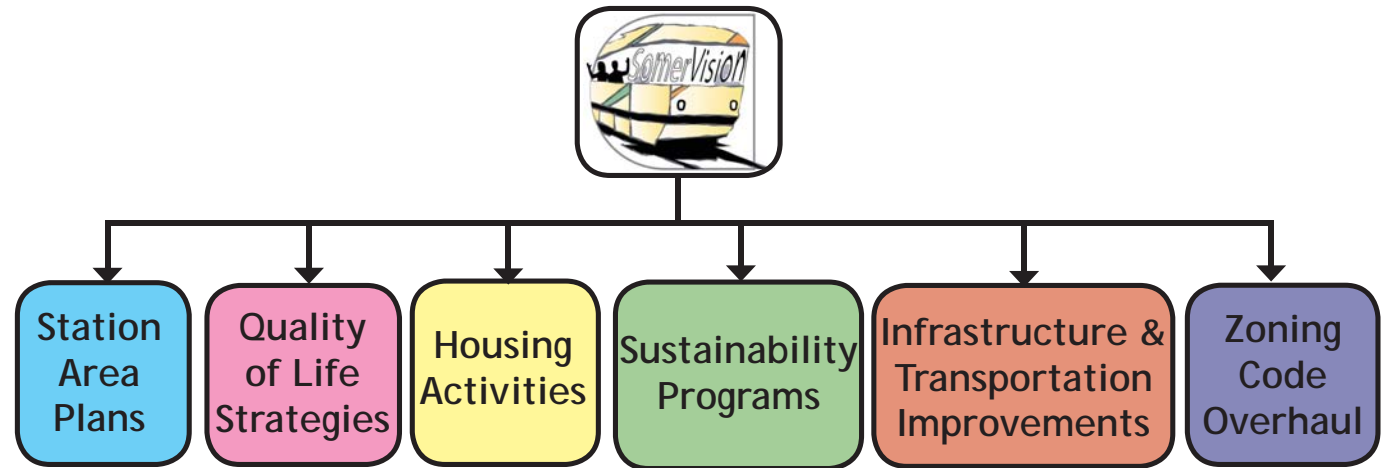 SomerVision
Station
Area
Plans
Quality
of Life
Strategies
Housing
Activities
Sustainability
Programs
Infrastructure &
Transportation
Improvements
Zoning
Code
Overhaul